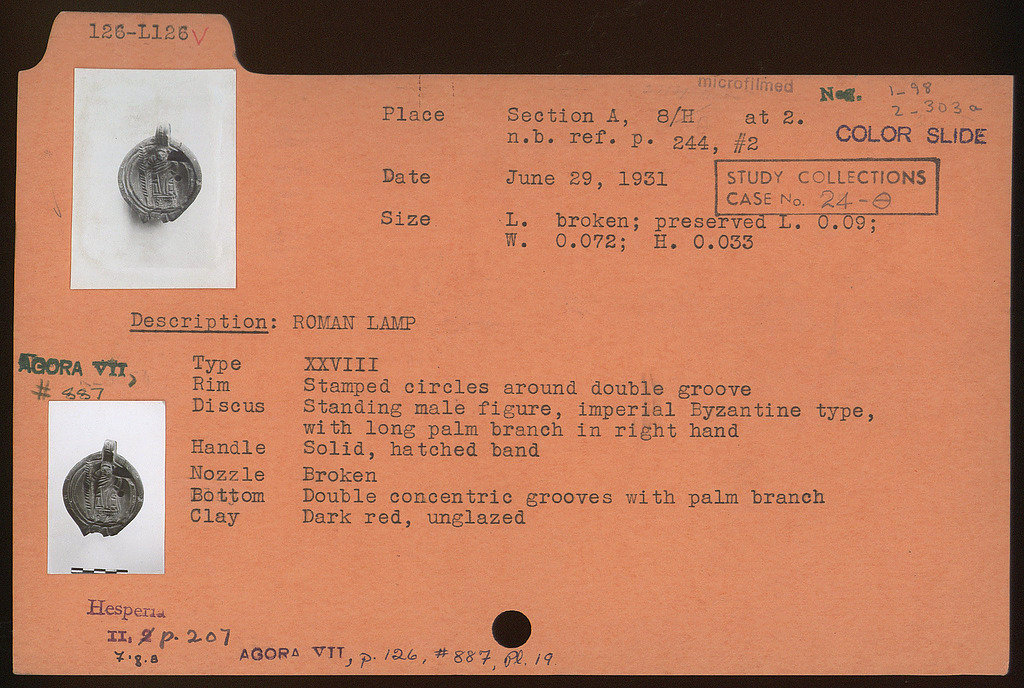 126-L126 V
microfilmed
Neg. 1-98
2-303a
COLOR SLIDE
Place Section A, 8/H at 2.
n.b. ref. p. 244, #2
Date June 29, 1931
STUDY COLLECTIONS
CASE No. 24-θ
Size L. broken; preserved L. 0.09;
W. 0.072; H. 0.033
Description: ROMAN LAMP
AGORA VII,
# 887
Type XXVIII
Rim Stamped circles around double groove
Discus Standing male figure, imperial Byzantine type,
with long palm branch in right hand
Handle Solid, hatched band
Nozzle Broken
Bottom Double concentric grooves with palm branch
Clay Dark red, unglazed
Hesperia
II, 2 p. 207
7.8.8
AGORA VII, p. 126, #887, Pl. 19.